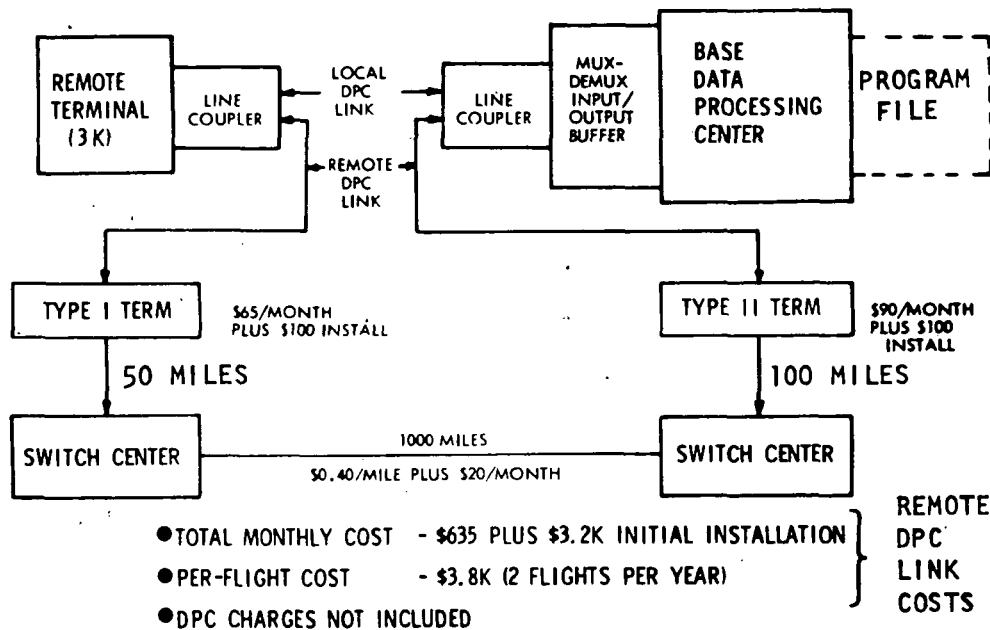 REMOTE
TERMINAL
(3K)
LINE
COUPLER
LOCAL
DPC
LINK
REMOTE
DPC
LINK
LINE
COUPLER
MUX-
DEMUX
INPUT/
OUTPUT
BUFFER
BASE
DATA
PROCESSING
CENTER
PROGRAM
FILE
TYPE I TERM
$65/MONTH
PLUS $100 INSTALL
TYPE II TERM
$90/MONTH
PLUS $100
INSTALL
50 MILES
100 MILES
SWITCH CENTER
1000 MILES
$0.40/MILE PLUS $20/MONTH
SWITCH CENTER
●TOTAL MONTHLY COST - $635 PLUS $3.2K INITIAL INSTALLATION
●PER-FLIGHT COST - $3.8K (2 FLIGHTS PER YEAR)
●DPC CHARGES NOT INCLUDED
REMOTE
DPC
LINK
COSTS